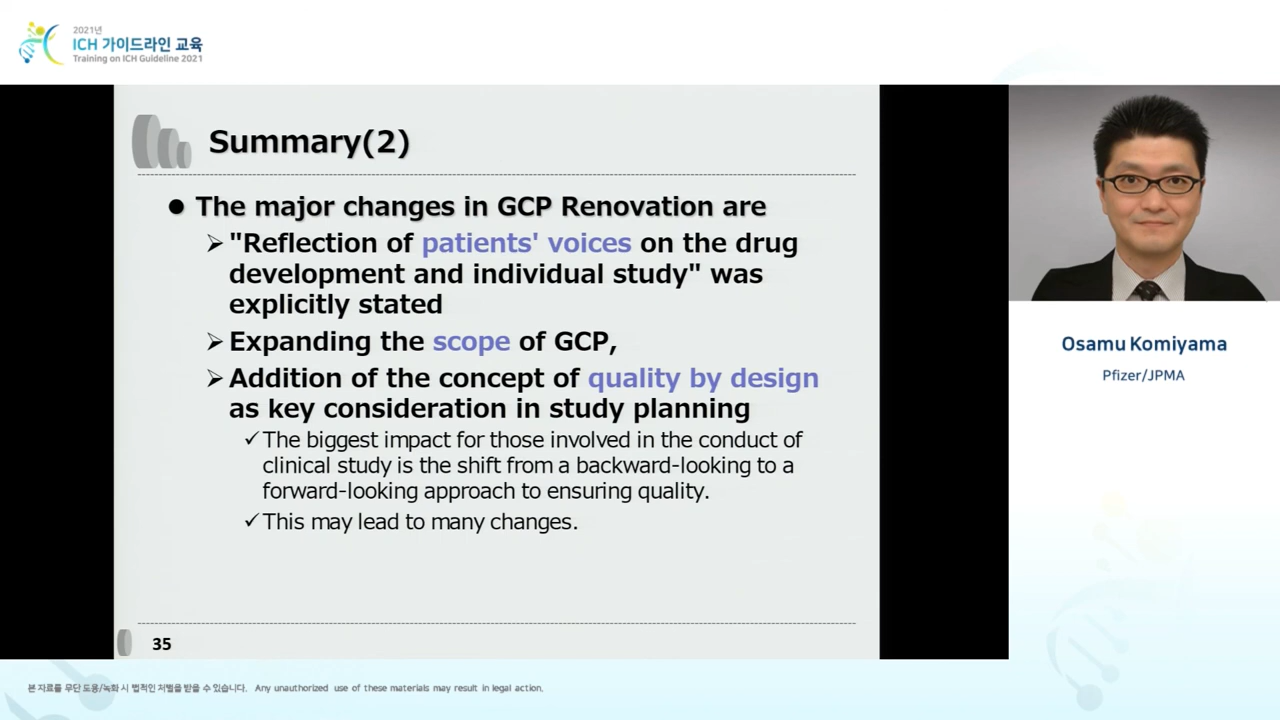 2021년
ICH 가이드라인 교육
Training on ICH Guideline 2021
Summary(2)
● The major changes in GCP Renovation are
➢ "Reflection of patients' voices on the drug
development and individual study" was
explicitly stated
➢ Expanding the scope of GCP,
➢ Addition of the concept of quality by design
as key consideration in study planning
✓ The biggest impact for those involved in the conduct of
clinical study is the shift from a backward-looking to a
forward-looking approach to ensuring quality.
✓ This may lead to many changes.
35
Osamu Komiyama
Pfizer/JPMA
본 자료를 무단 도용/녹화 시 법적인 처벌을 받을 수 있습니다. Any unauthorized use of these materials may result in legal action.